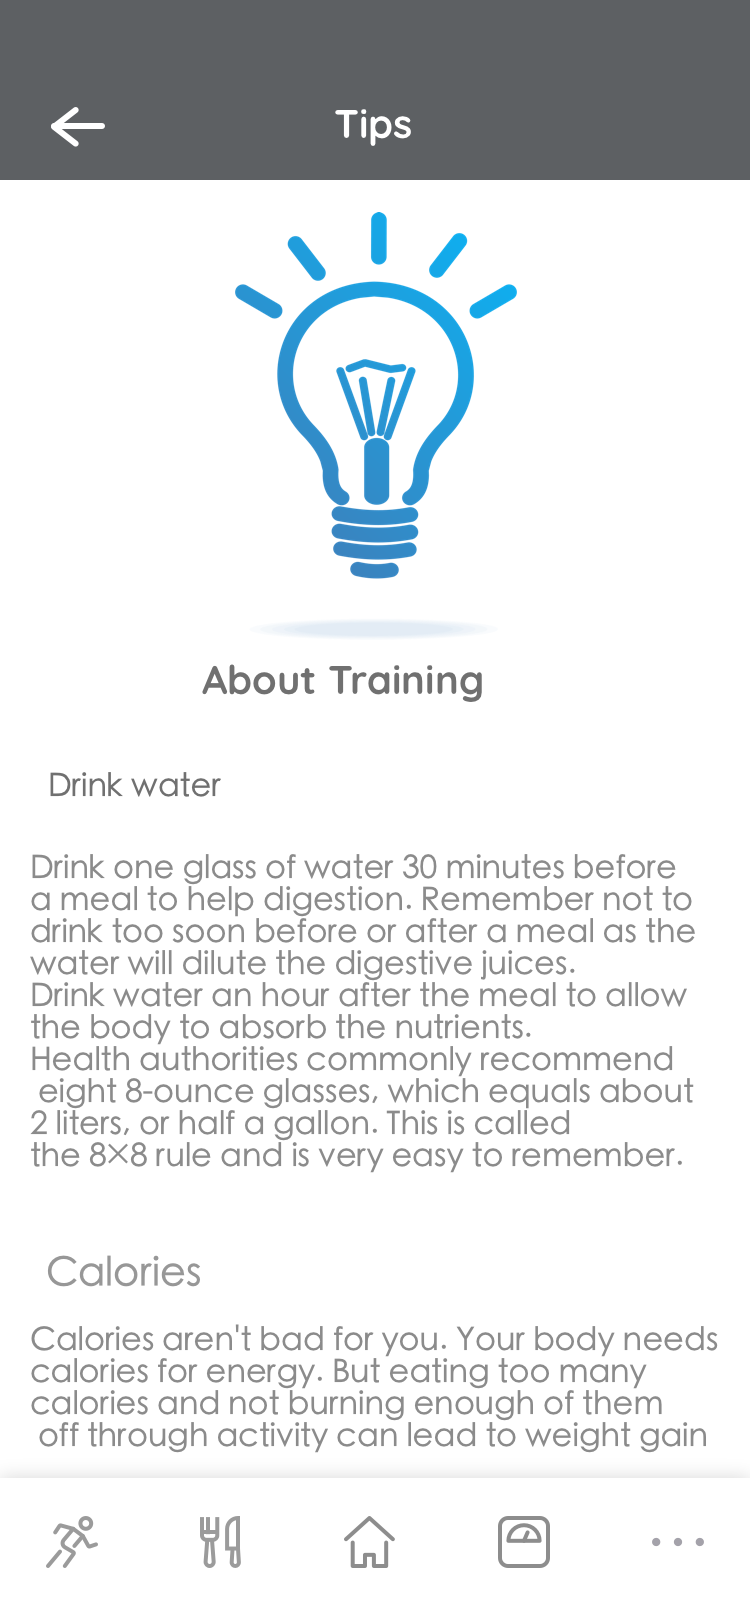 Tips
About Training
Drink water
Drink one glass of water 30 minutes before
a meal to help digestion. Remember not to
drink too soon before or after a meal as the
water will dilute the digestive juices.
Drink water an hour after the meal to allow
the body to absorb the nutrients.
Health authorities commonly recommend
eight 8-ounce glasses, which equals about
2 liters, or half a gallon. This is called
the 8×8 rule and is very easy to remember.
Calories
Calories aren't bad for you. Your body needs
calories for energy. But eating too many
calories and not burning enough of them
off through activity can lead to weight gain